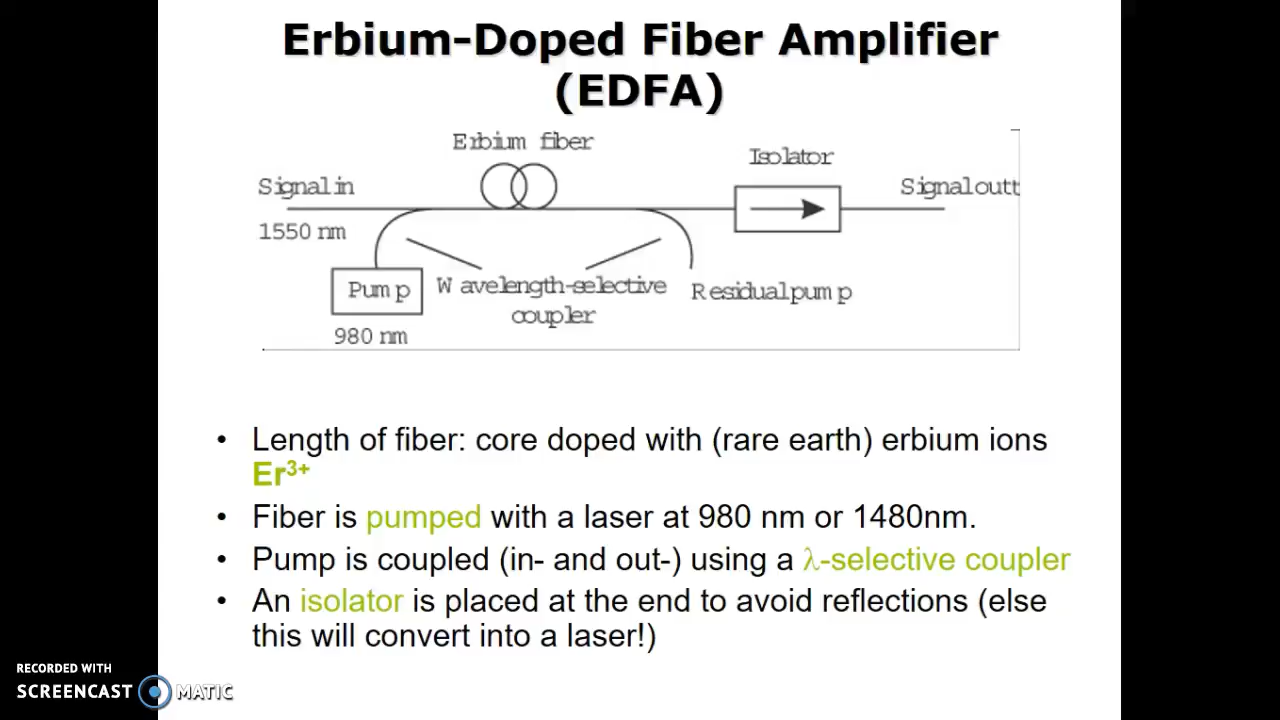 Erbium-Doped Fiber Amplifier
(EDFA)
Erbium fiber
Isolator
Signal in
Signal outt
1550 nm
Pump
Wavelength-selective
coupler
Residual pump
980 nm
• Length of fiber: core doped with (rare earth) erbium ions
Er³⁺
• Fiber is pumped with a laser at 980 nm or 1480nm.
• Pump is coupled (in- and out-) using a λ-selective coupler
• An isolator is placed at the end to avoid reflections (else
this will convert into a laser!)
RECORDED WITH
SCREENCAST MATIC